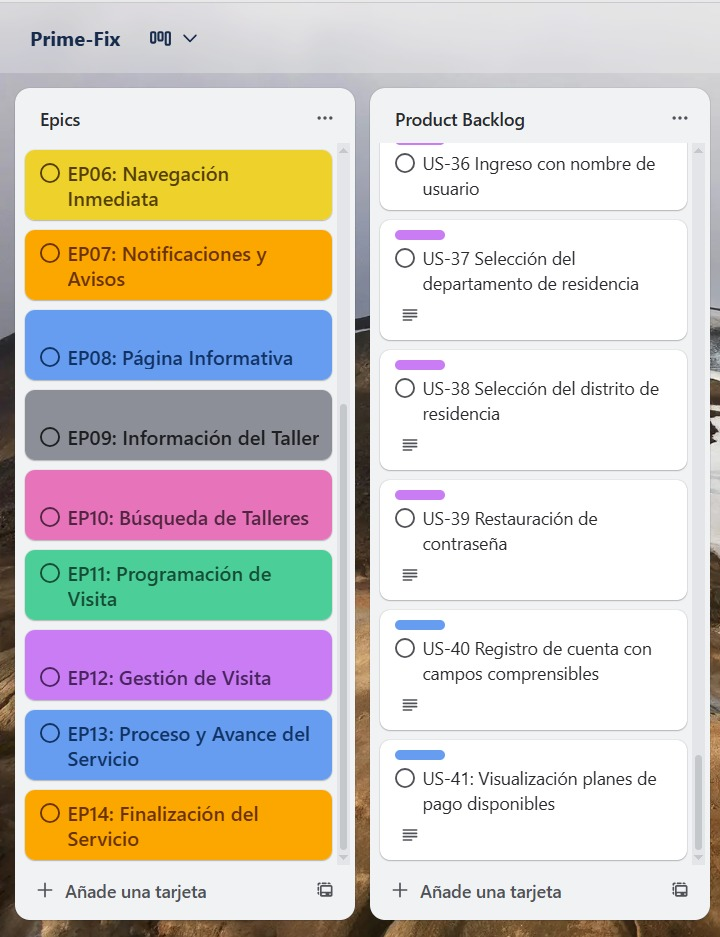 Prime-Fix
Epics
EP06: Navegación
Inmediata
EP07: Notificaciones y
Avisos
EP08: Página Informativa
EP09: Información del Taller
EP10: Búsqueda de Talleres
EP11: Programación de
Visita
EP12: Gestión de Visita
EP13: Proceso y Avance del
Servicio
EP14: Finalización del
Servicio
Añade una tarjeta
Product Backlog
US-36 Ingreso con nombre de
usuario
US-37 Selección del
departamento de residencia
US-38 Selección del distrito de
residencia
US-39 Restauración de
contraseña
US-40 Registro de cuenta con
campos comprensibles
US-41: Visualización planes de
pago disponibles
Añade una tarjeta